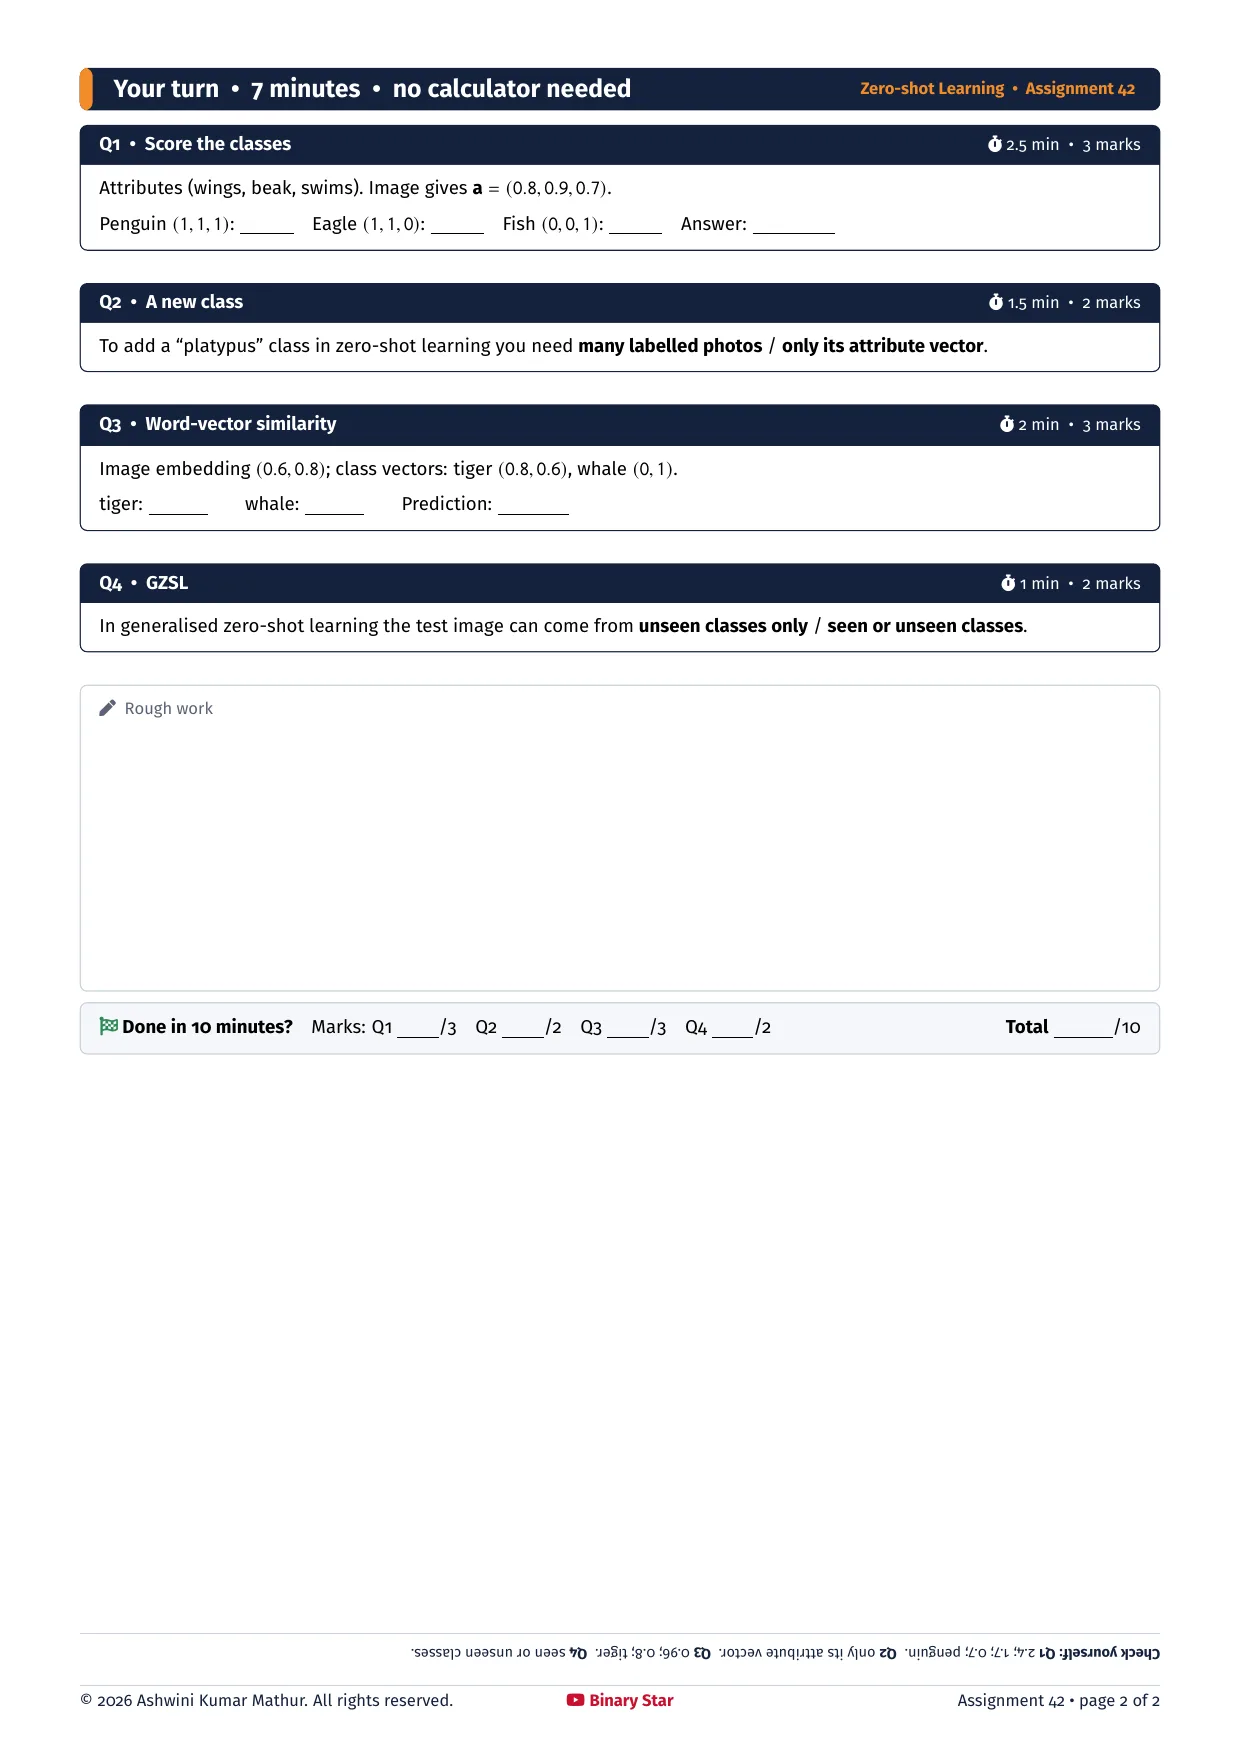 Your turn • 7 minutes • no calculator needed
Zero-shot Learning • Assignment 42
Q1 • Score the classes
2.5 min • 3 marks
Attributes (wings, beak, swims). Image gives a = (0.8, 0.9, 0.7).
Penguin (1, 1, 1): ______ Eagle (1, 1, 0): ______ Fish (0, 0, 1): ______ Answer: ______
Q2 • A new class
1.5 min • 2 marks
To add a “platypus” class in zero-shot learning you need many labelled photos / only its attribute vector.
Q3 • Word-vector similarity
2 min • 3 marks
Image embedding (0.6, 0.8); class vectors: tiger (0.8, 0.6), whale (0, 1).
tiger: ______ whale: ______ Prediction: ______
Q4 • GZSL
1 min • 2 marks
In generalised zero-shot learning the test image can come from unseen classes only / seen or unseen classes.
Rough work
Done in 10 minutes? Marks: Q1 ____/3 Q2 ____/2 Q3 ____/3 Q4 ____/2 Total ______/10
Check yourself: Q1 2.4; 1.7; 0.7; penguin. Q2 only its attribute vector. Q3 0.96; 0.8; tiger. Q4 seen or unseen classes.
© 2026 Ashwini Kumar Mathur. All rights reserved.
Binary Star
Assignment 42 • page 2 of 2